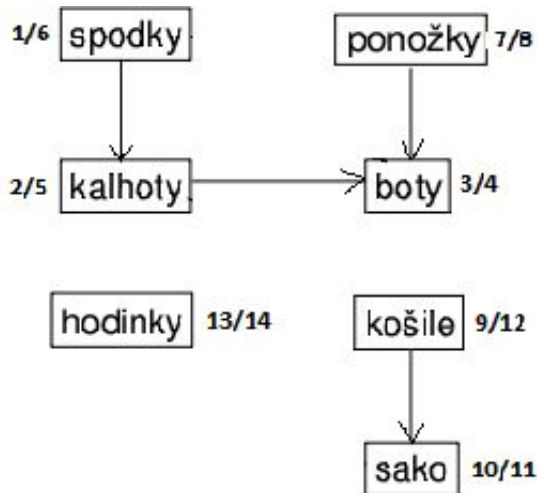 1/6 spodky
ponožky 7/8
2/5 kalhoty
boty 3/4
hodinky 13/14
košile 9/12
sako 10/11